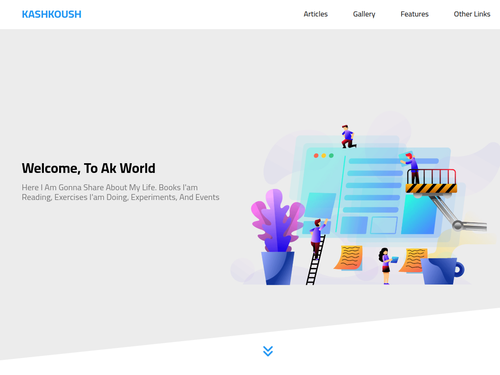 KASHKOUSH
Articles
Gallery
Features
Other Links
Welcome, To Ak World
Here I Am Gonna Share About My Life. Books I'am
Reading, Exercises I'am Doing, Experiments, And Events